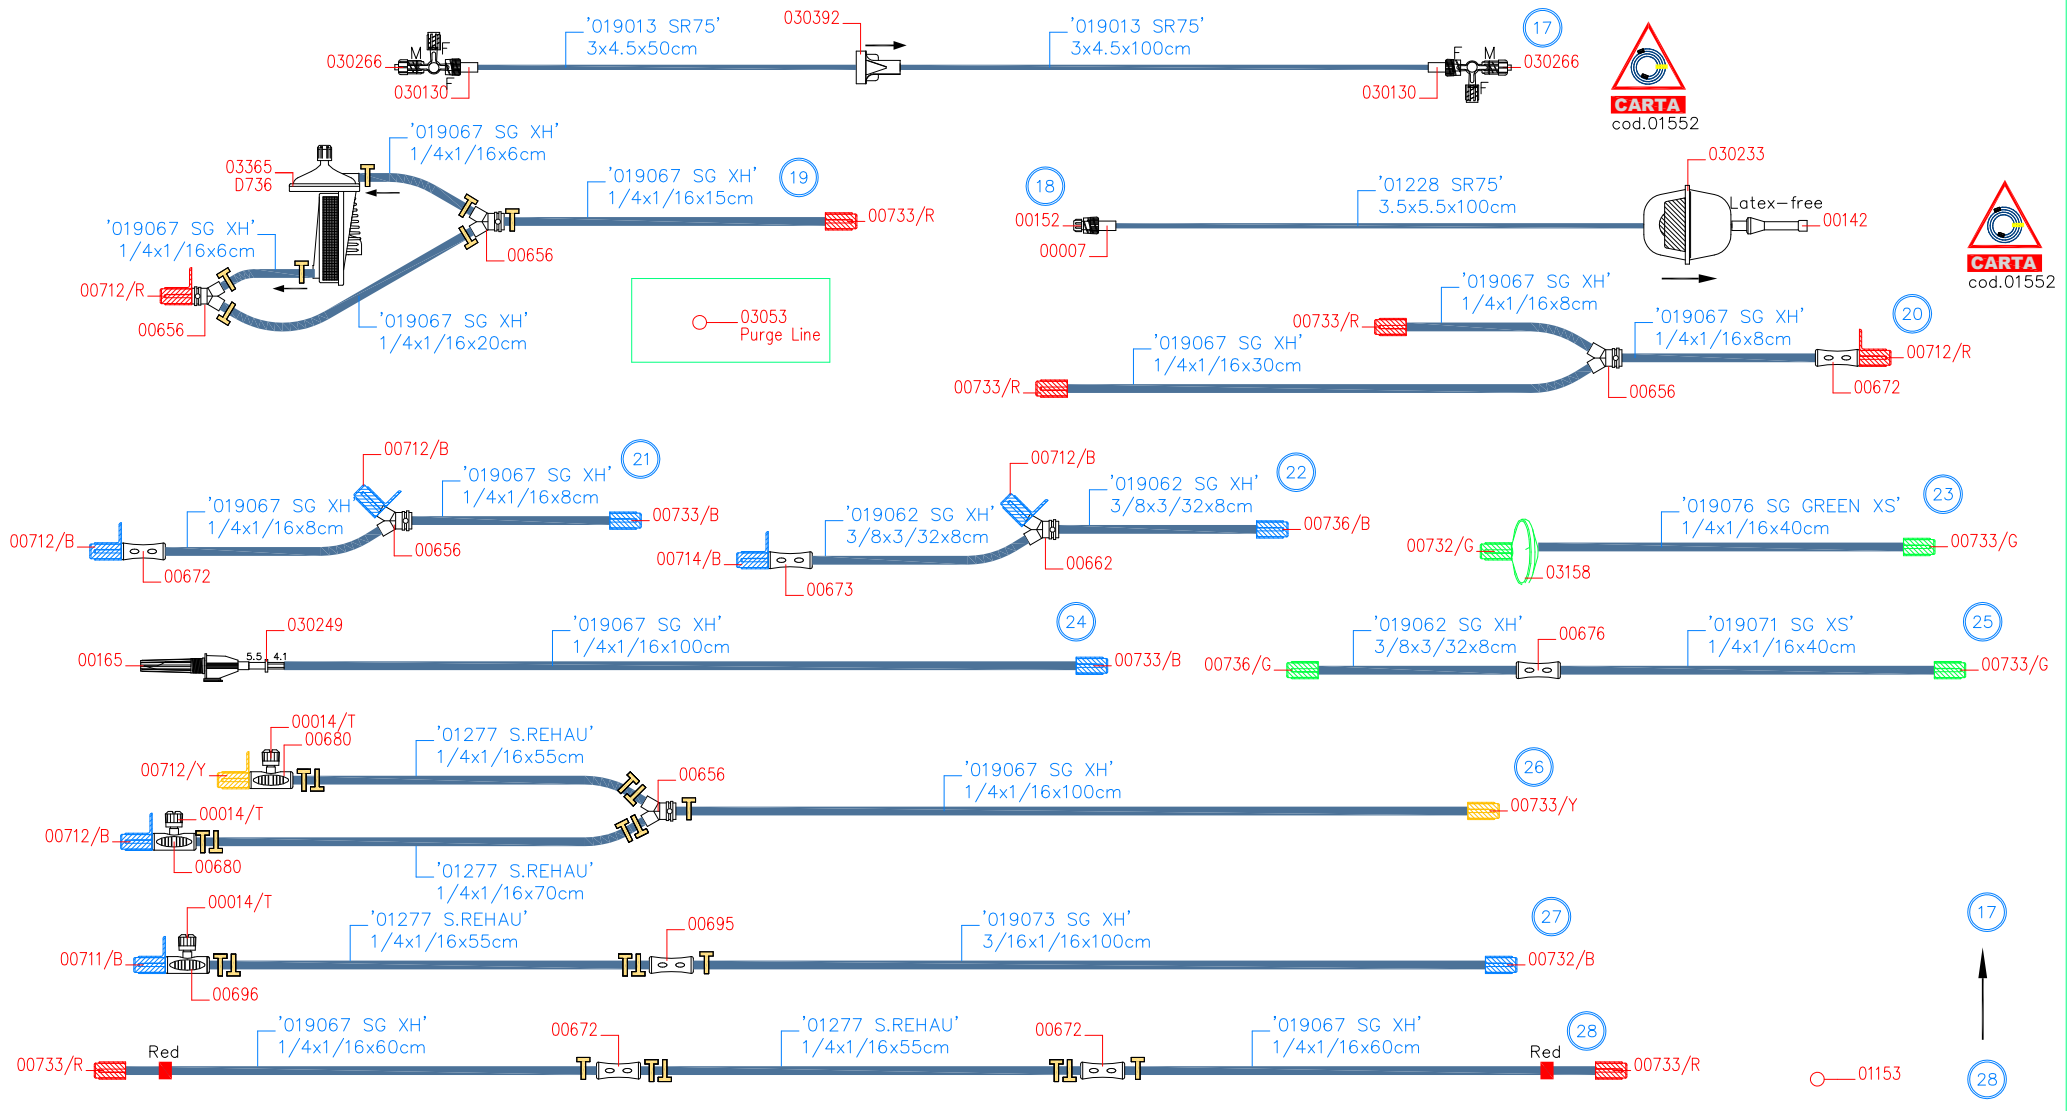 '019013 SR75'
3x4.5x50cm
030392
'019013 SR75'
3x4.5x100cm
17
030266
M
F
F
030130
030130
F
M
F
030266
CARTA
cod.01552
'019067 SG XH'
1/4x1/16x6cm
03365
D736
'019067 SG XH'
1/4x1/16x15cm
19
00733/R
'019067 SG XH'
1/4x1/16x6cm
00656
00712/R
00656
'019067 SG XH'
1/4x1/16x20cm
03053
Purge Line
18
00152
00007
'01228 SR75'
3.5x5.5x100cm
030233
Latex-free
00142
CARTA
cod.01552
'019067 SG XH'
1/4x1/16x8cm
00733/R
'019067 SG XH'
1/4x1/16x30cm
00733/R
'019067 SG XH'
1/4x1/16x8cm
20
00712/R
00656
00672
00712/B
21
'019067 SG XH'
1/4x1/16x8cm
'019067 SG XH'
1/4x1/16x8cm
00733/B
00712/B
00656
00672
00712/B
22
'019062 SG XH'
3/8x3/32x8cm
'019062 SG XH'
3/8x3/32x8cm
00736/B
00714/B
00662
00673
23
'019076 SG GREEN XS'
1/4x1/16x40cm
00732/G
00733/G
03158
24
030249
'019067 SG XH'
1/4x1/16x100cm
00165
5.5
4.1
00733/B
25
'019062 SG XH'
3/8x3/32x8cm
00676
'019071 SG XS'
1/4x1/16x40cm
00736/G
00733/G
00014/T
00680
'01277 S.REHAU'
1/4x1/16x55cm
00712/Y
00656
'019067 SG XH'
1/4x1/16x100cm
26
00733/Y
00014/T
00712/B
00680
'01277 S.REHAU'
1/4x1/16x70cm
00014/T
'01277 S.REHAU'
1/4x1/16x55cm
00695
'019073 SG XH'
3/16x1/16x100cm
27
00711/B
00732/B
00696
17
'019067 SG XH'
1/4x1/16x60cm
00672
'01277 S.REHAU'
1/4x1/16x55cm
00672
'019067 SG XH'
1/4x1/16x60cm
28
Red
Red
00733/R
00733/R
01153
28